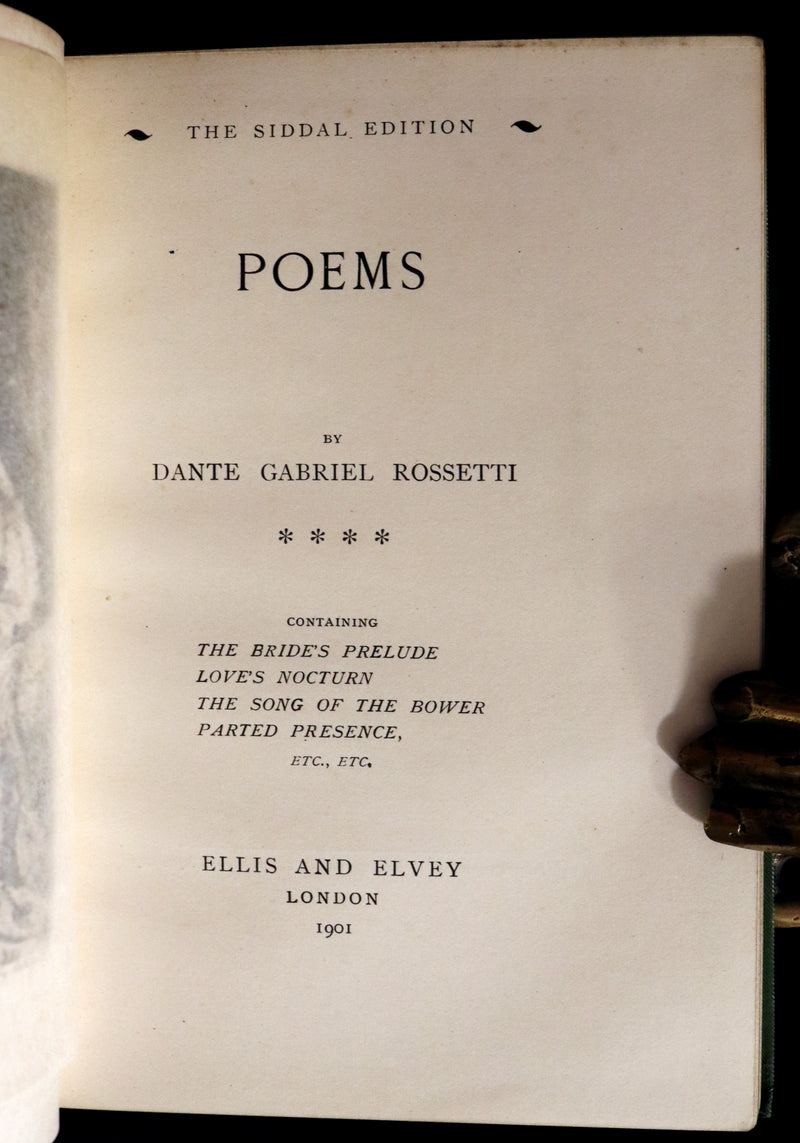 THE SIDDAL EDITION
POEMS
BY
DANTE GABRIEL ROSSETTI
* * * *
CONTAINING
THE BRIDE'S PRELUDE
LOVE'S NOCTURN
THE SONG OF THE BOWER
PARTED PRESENCE,
ETC., ETC.
ELLIS AND ELVEY
LONDON
1901